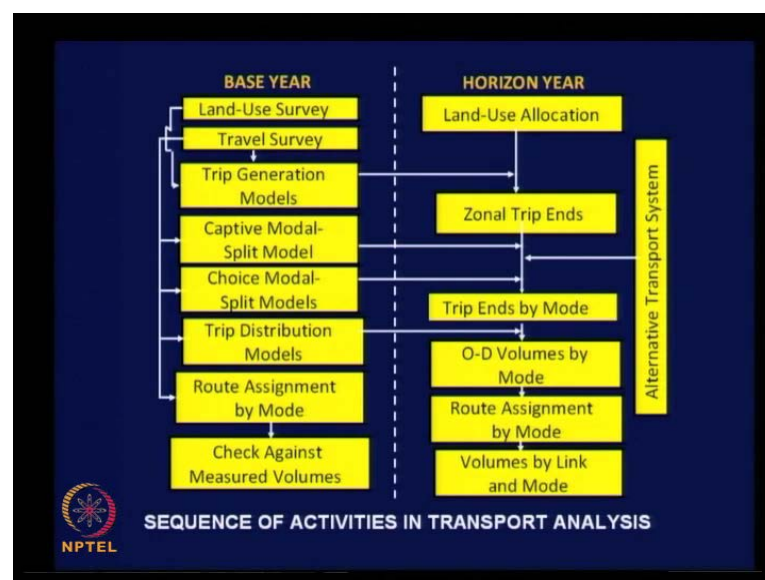 BASE YEAR
Land-Use Survey
Travel Survey
Trip Generation
Models
Captive Modal-
Split Model
Choice Modal-
Split Models
Trip Distribution
Models
Route Assignment
by Mode
Check Against
Measured Volumes
HORIZON YEAR
Land-Use Allocation
Zonal Trip Ends
Trip Ends by Mode
O-D Volumes by
Mode
Route Assignment
by Mode
Volumes by Link
and Mode
Alternative Transport System
SEQUENCE OF ACTIVITIES IN TRANSPORT ANALYSIS
NPTEL